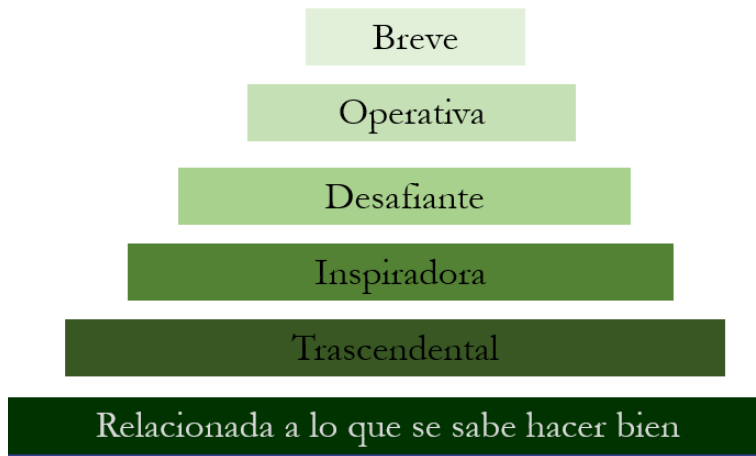 Breve
Operativa
Desafiante
Inspiradora
Trascendental
Relacionada a lo que se sabe hacer bien